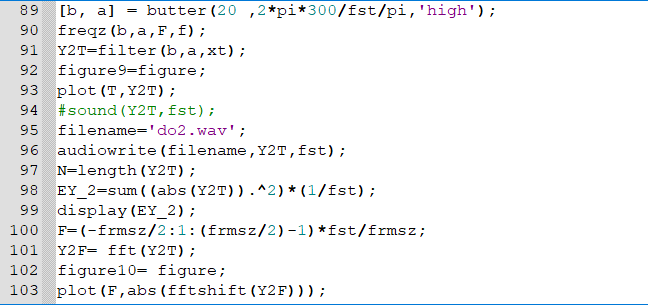 89 [b, a] = butter(20 ,2*pi*300/fst/pi,'high');
90 freqz(b,a,F,f);
91 Y2T=filter(b,a,xt);
92 figure9=figure;
93 plot(T,Y2T);
94 #sound(Y2T,fst);
95 filename='do2.wav';
96 audiowrite(filename,Y2T,fst);
97 N=length(Y2T);
98 EY_2=sum((abs(Y2T)).^2)*(1/fst);
99 display(EY_2);
100 F=(-frmsz/2:1:(frmsz/2)-1)*fst/frmsz;
101 Y2F= fft(Y2T);
102 figure10= figure;
103 plot(F,abs(fftshift(Y2F)));